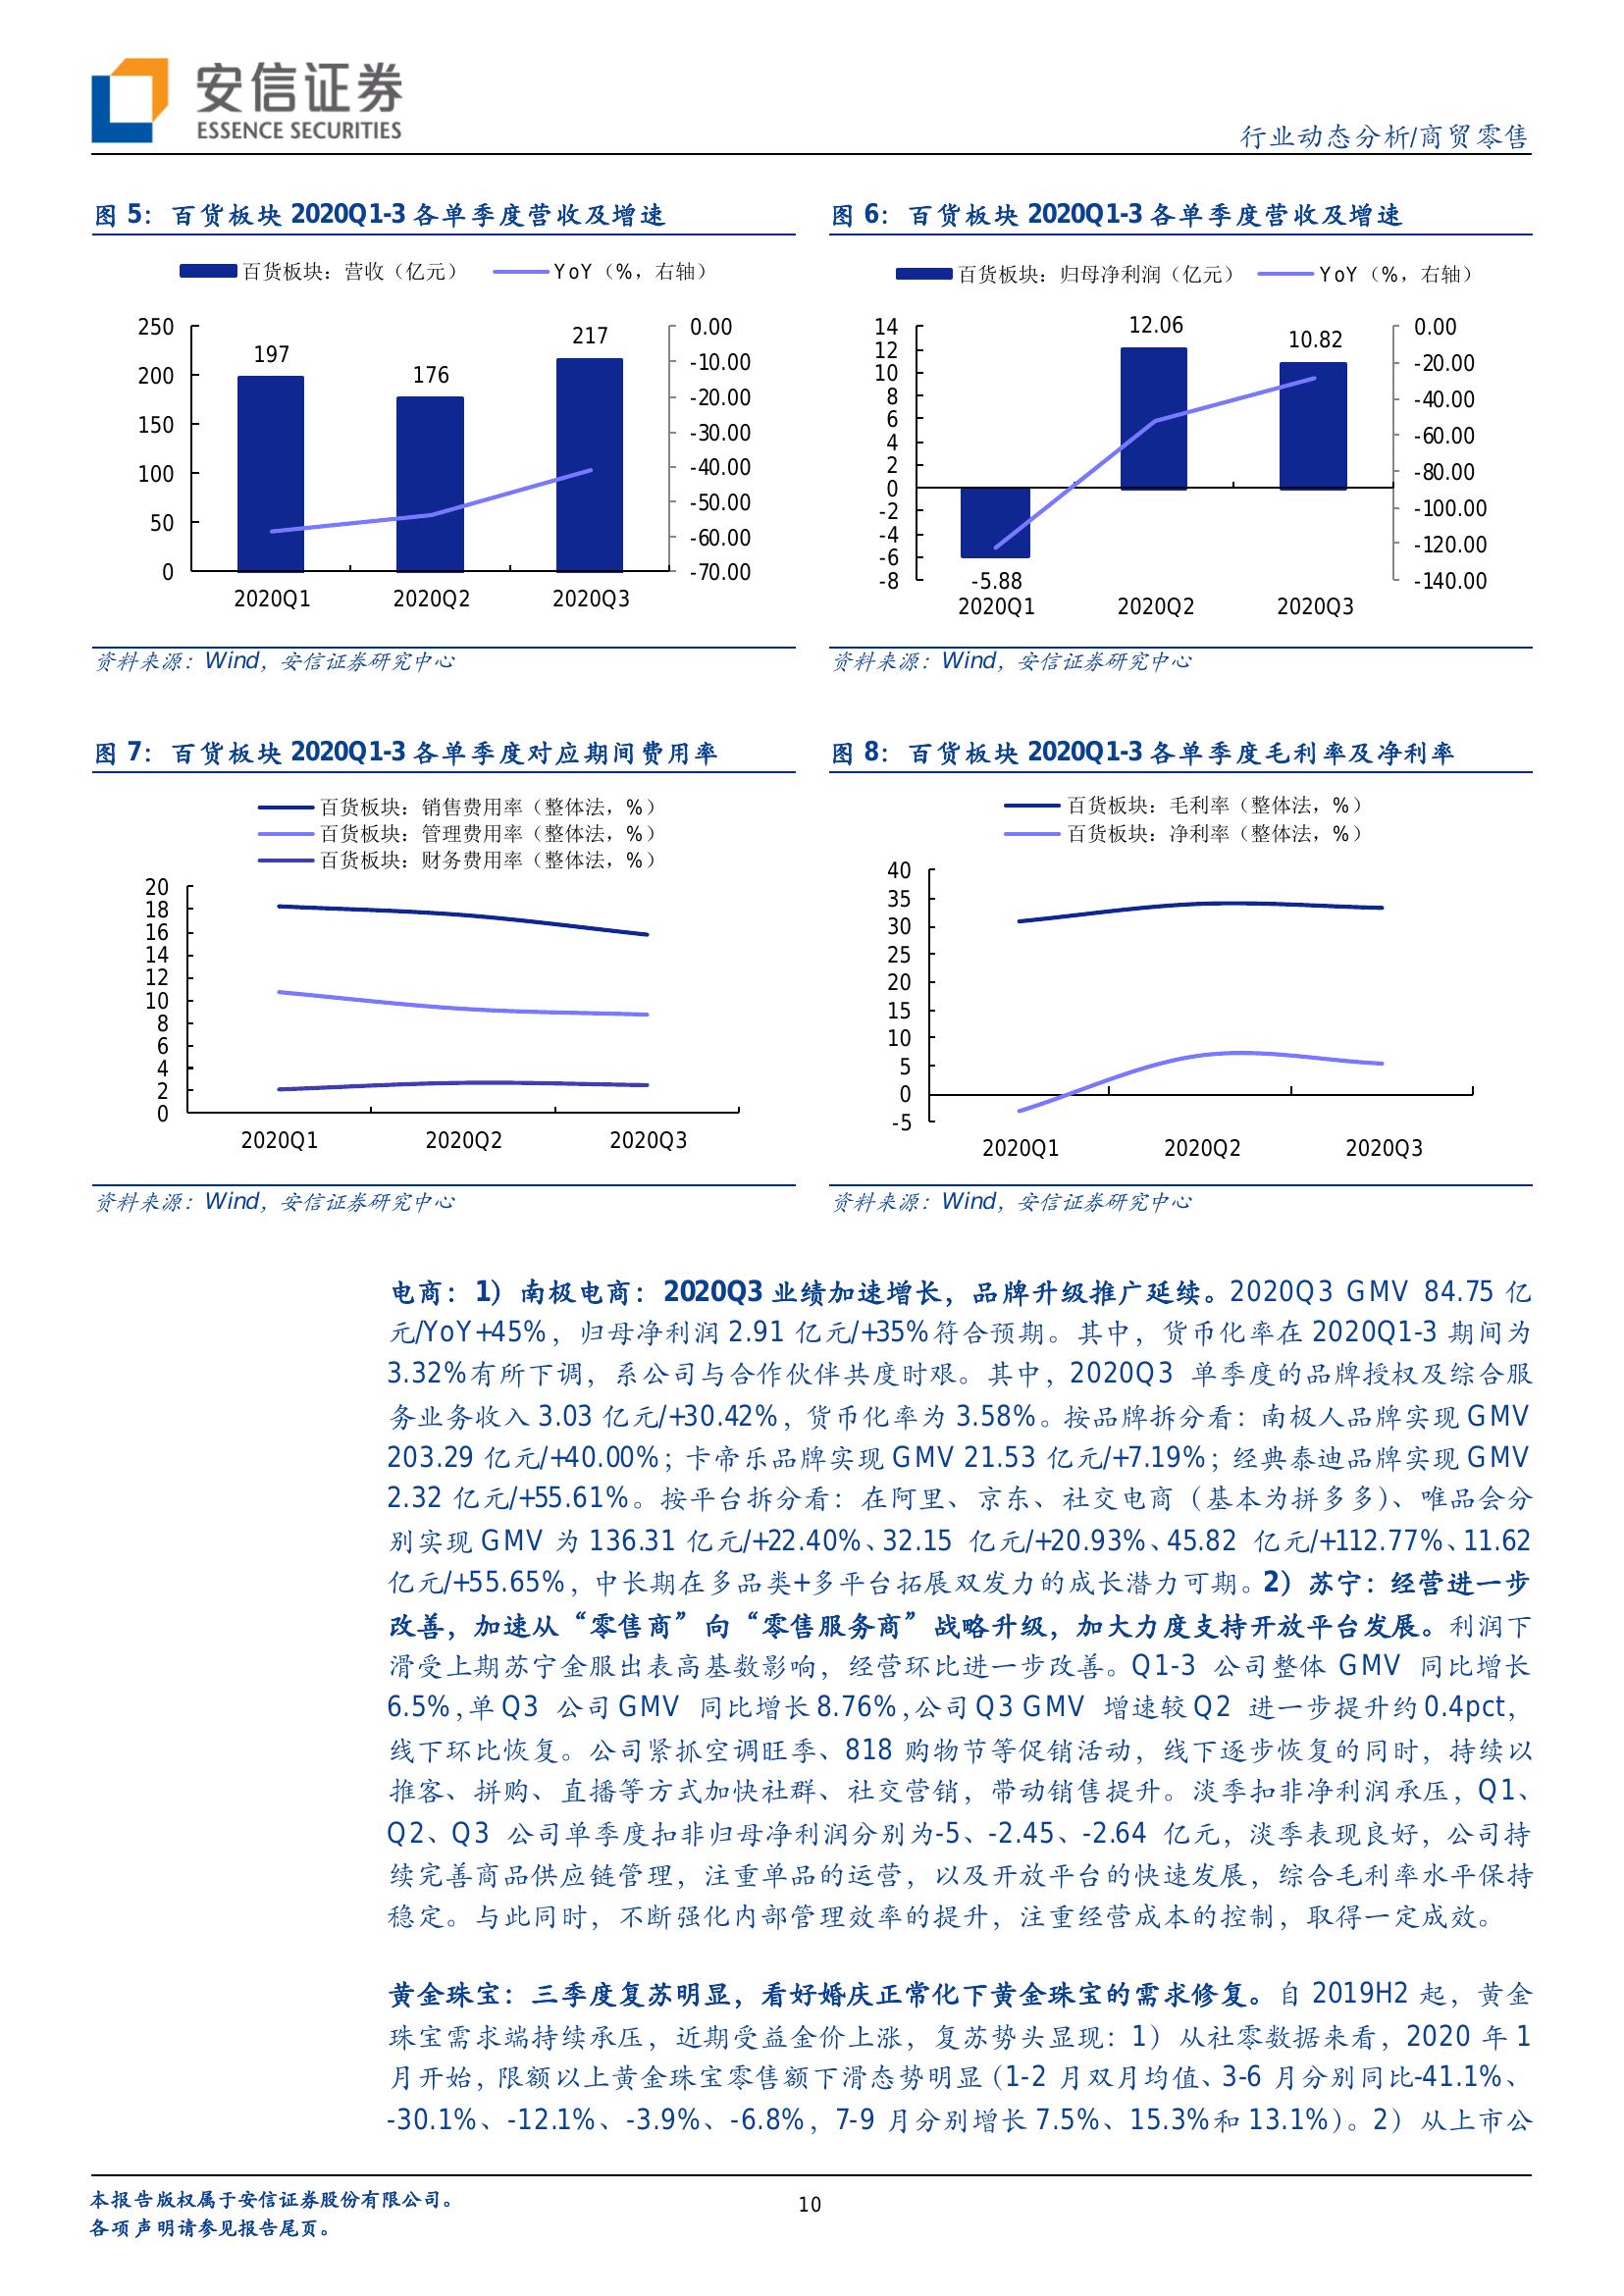 安信证券
ESSENCE SECURITIES
行业动态分析/商贸零售
图 5：百货板块 2020Q1-3 各单季度营收及增速
百货板块：营收（亿元）
YoY（%，右轴）
250
200
150
100
50
0
197
176
217
0.00
-10.00
-20.00
-30.00
-40.00
-50.00
-60.00
-70.00
2020Q1
2020Q2
2020Q3
资料来源：Wind，安信证券研究中心
图 6：百货板块 2020Q1-3 各单季度营收及增速
百货板块：归母净利润（亿元）
YoY（%，右轴）
14
12
10
8
6
4
2
0
-2
-4
-6
-8
-5.88
12.06
10.82
0.00
-20.00
-40.00
-60.00
-80.00
-100.00
-120.00
-140.00
2020Q1
2020Q2
2020Q3
资料来源：Wind，安信证券研究中心
图 7：百货板块 2020Q1-3 各单季度对应期间费用率
百货板块：销售费用率（整体法，%）
百货板块：管理费用率（整体法，%）
百货板块：财务费用率（整体法，%）
20
18
16
14
12
10
8
6
4
2
0
2020Q1
2020Q2
2020Q3
资料来源：Wind，安信证券研究中心
图 8：百货板块 2020Q1-3 各单季度毛利率及净利率
百货板块：毛利率（整体法，%）
百货板块：净利率（整体法，%）
40
35
30
25
20
15
10
5
0
-5
2020Q1
2020Q2
2020Q3
资料来源：Wind，安信证券研究中心
电商：1）南极电商：2020Q3 业绩加速增长，品牌升级推广延续。2020Q3 GMV 84.75 亿
元/YoY+45%，归母净利润 2.91 亿元/+35%符合预期。其中，货币化率在 2020Q1-3 期间为
3.32%有所下调，系公司与合作伙伴共度时艰。其中，2020Q3 单季度的品牌授权及综合服
务业务收入 3.03 亿元/+30.42%，货币化率为 3.58%。按品牌拆分看：南极人品牌实现 GMV
203.29 亿元/+40.00%；卡帝乐品牌实现 GMV 21.53 亿元/+7.19%；经典泰迪品牌实现 GMV
2.32 亿元/+55.61%。按平台拆分看：在阿里、京东、社交电商（基本为拼多多）、唯品会分
别实现 GMV 为 136.31 亿元/+22.40%、32.15 亿元/+20.93%、45.82 亿元/+112.77%、11.62
亿元/+55.65%，中长期在多品类+多平台拓展双发力的成长潜力可期。2）苏宁：经营进一步
改善，加速从“零售商”向“零售服务商”战略升级，加大力度支持开放平台发展。利润下
滑受上期苏宁金服出表高基数影响，经营环比进一步改善。Q1-3 公司整体 GMV 同比增长
6.5%，单 Q3 公司 GMV 同比增长 8.76%，公司 Q3 GMV 增速较 Q2 进一步提升约 0.4pct，
线下环比恢复。公司紧抓空调旺季、818 购物节等促销活动，线下逐步恢复的同时，持续以
推客、拼购、直播等方式加快社群、社交营销，带动销售提升。淡季扣非净利润承压，Q1、
Q2、Q3 公司单季度扣非归母净利润分别为-5、-2.45、-2.64 亿元，淡季表现良好，公司持
续完善商品供应链管理，注重单品的运营，以及开放平台的快速发展，综合毛利率水平保持
稳定。与此同时，不断强化内部管理效率的提升，注重经营成本的控制，取得一定成效。
黄金珠宝：三季度复苏明显，看好婚庆正常化下黄金珠宝的需求修复。自 2019H2 起，黄金
珠宝需求端持续承压，近期受益金价上涨，复苏势头显现：1）从社零数据来看，2020 年 1
月开始，限额以上黄金珠宝零售额下滑态势明显（1-2 月双月均值、3-6 月分别同比-41.1%、
-30.1%、-12.1%、-3.9%、-6.8%，7-9 月分别增长 7.5%、15.3%和 13.1%）。2）从上市公
本报告版权属于安信证券股份有限公司。
各项声明请参见报告尾页。
10